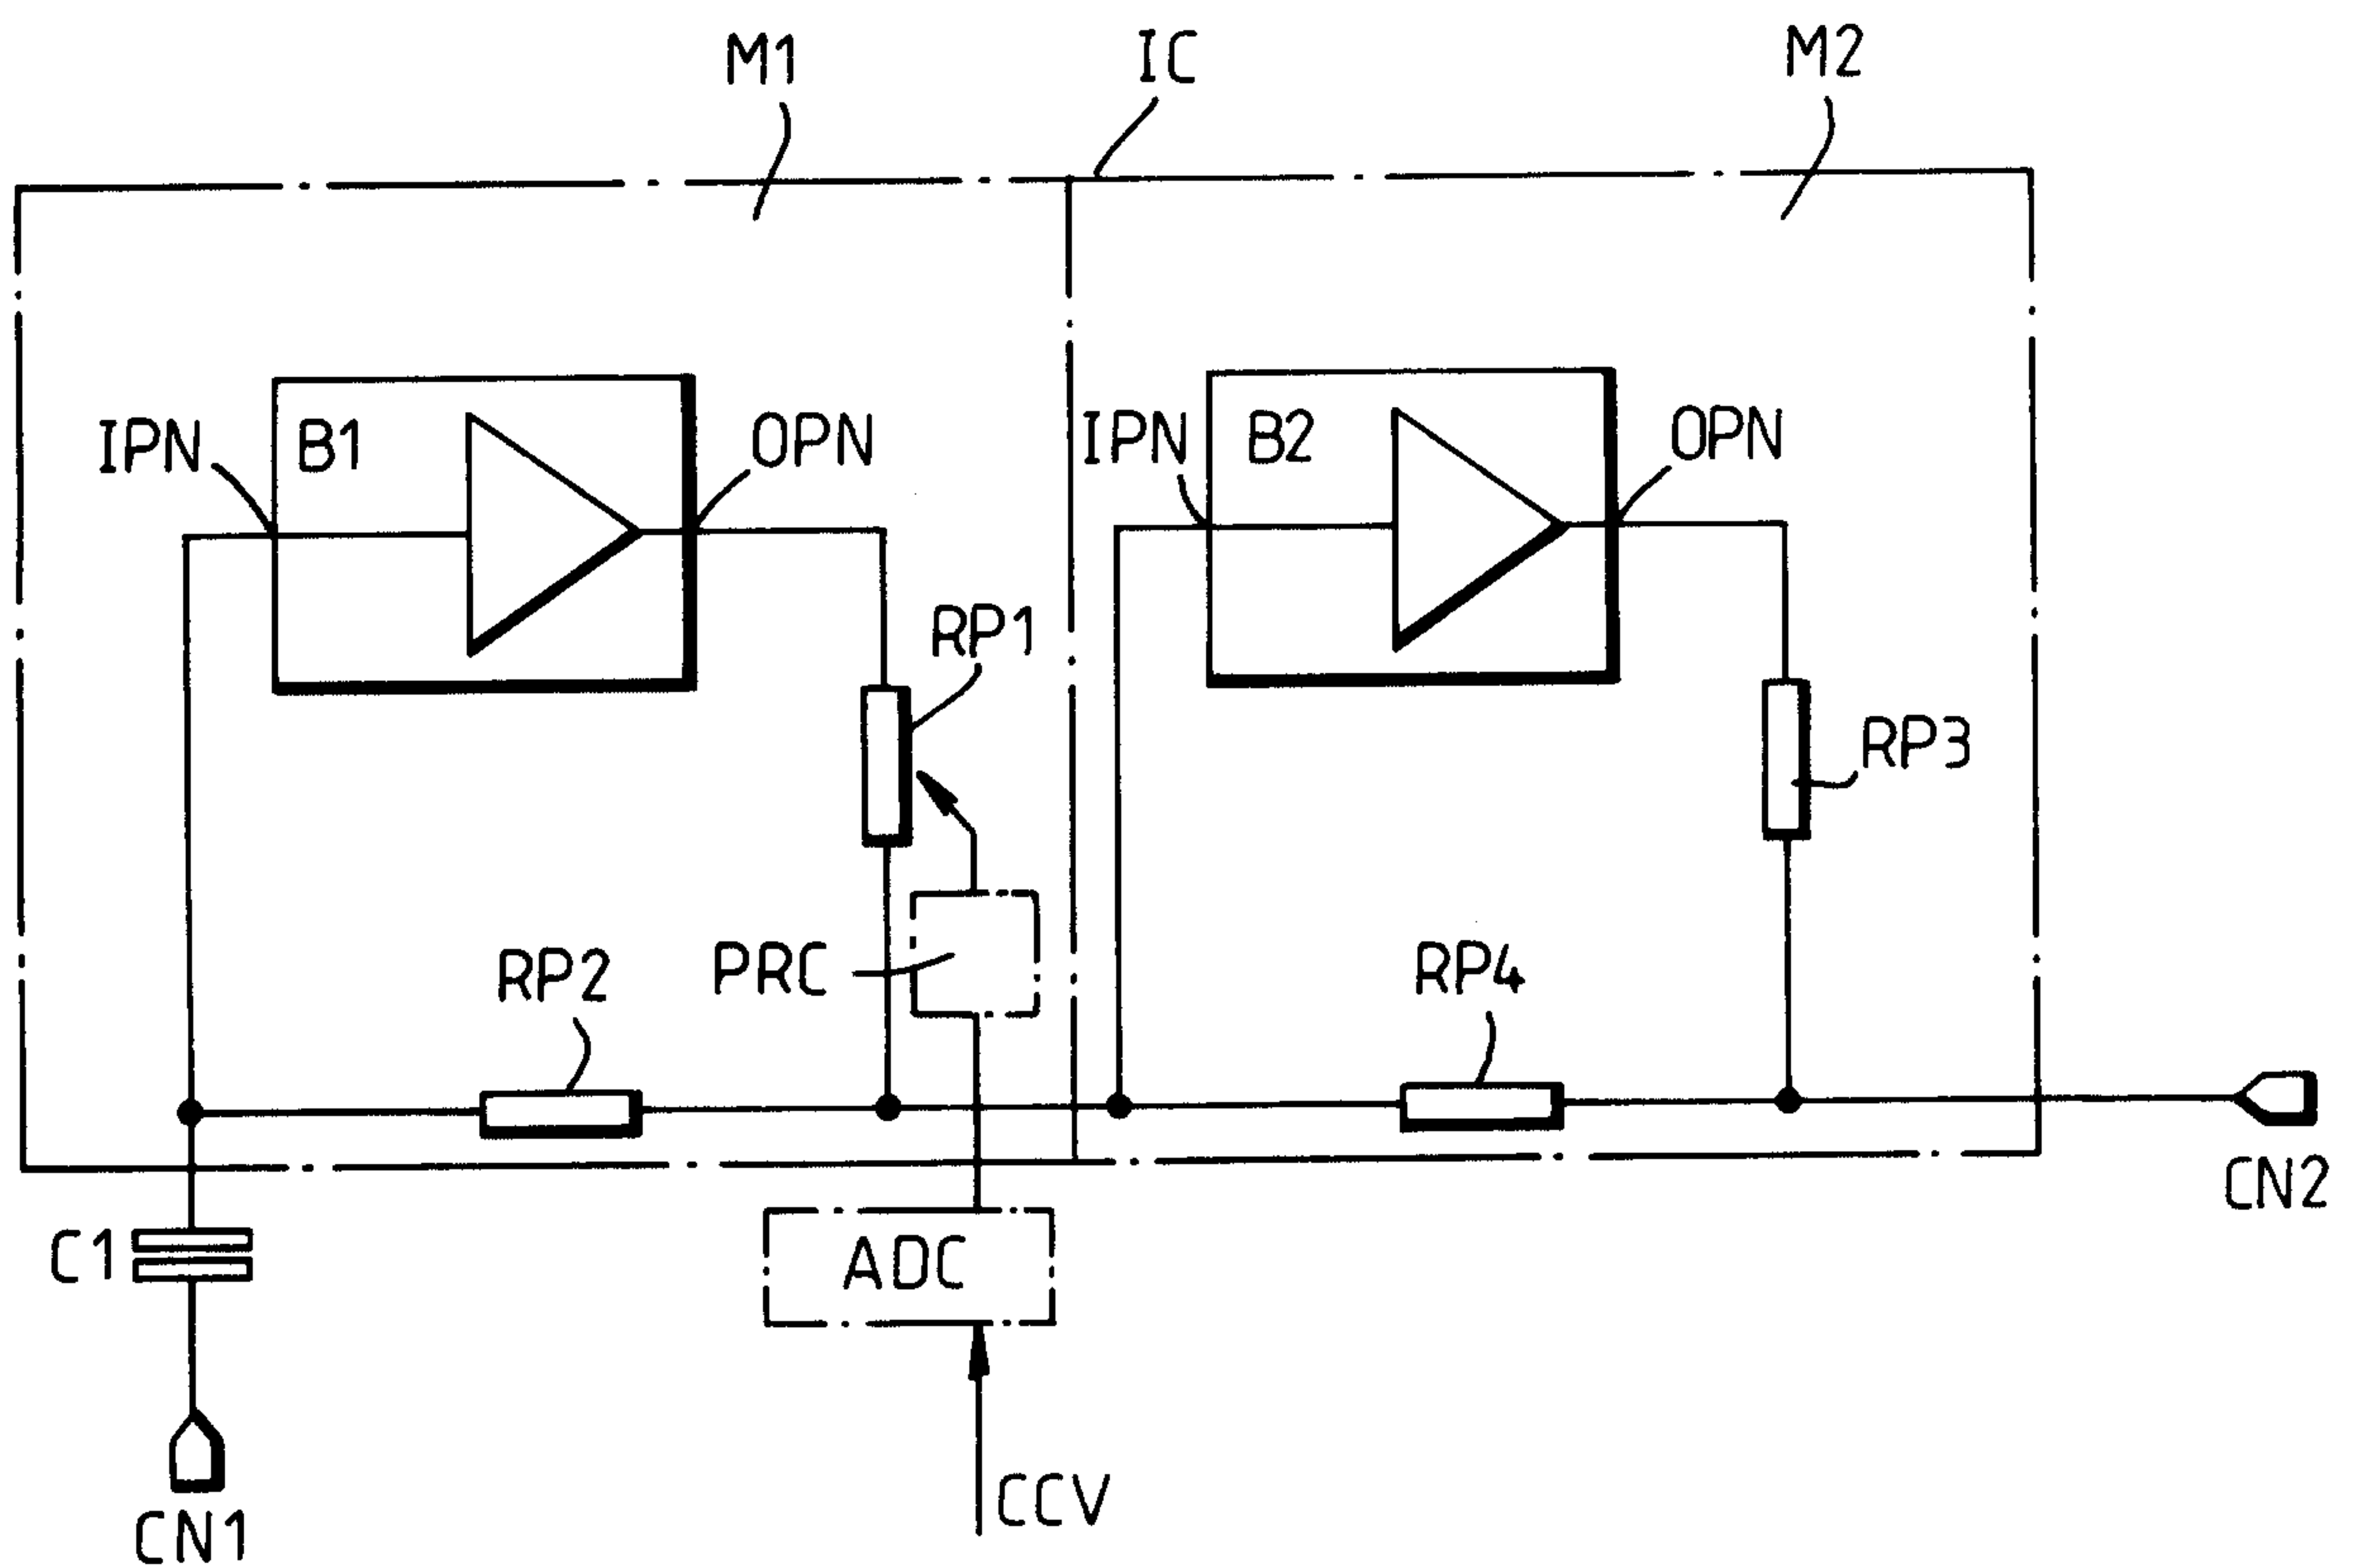 M1
IC
M2
IPN
B1
OPN
IPN
B2
OPN
RP1
RP3
RP2
PRC
RP4
CN2
C1
ADC
CCV
CN1